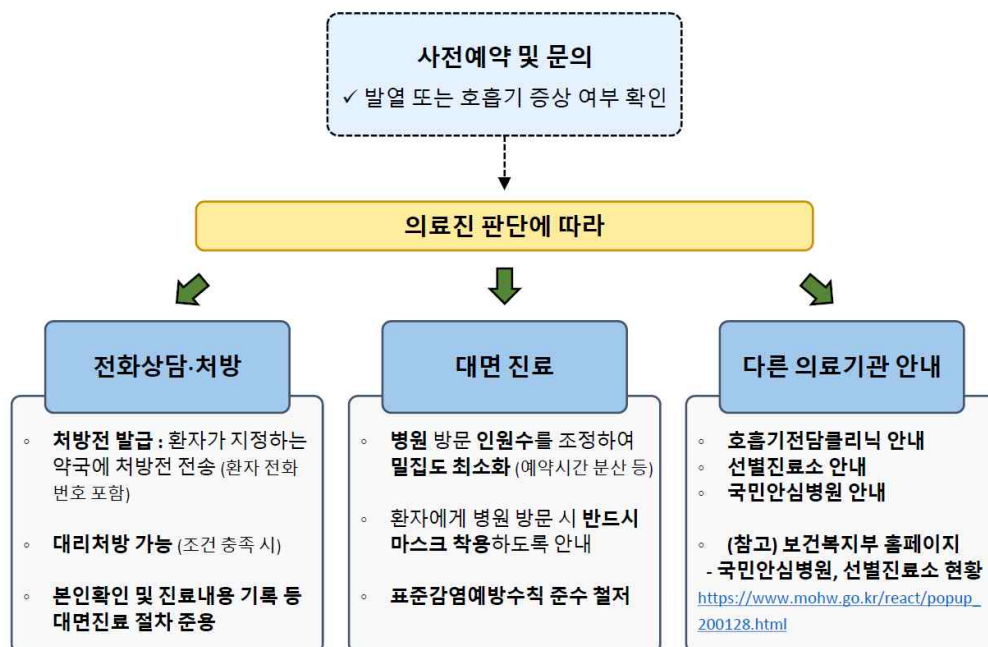 사전예약 및 문의
✓ 발열 또는 호흡기 증상 여부 확인
의료진 판단에 따라
전화상담·처방
◦ 처방전 발급 : 환자가 지정하는
약국에 처방전 전송 (환자 전화
번호 포함)
◦ 대리처방 가능 (조건 충족 시)
◦ 본인확인 및 진료내용 기록 등
대면진료 절차 준용
대면 진료
◦ 병원 방문 인원수를 조정하여
밀집도 최소화 (예약시간 분산 등)
◦ 환자에게 병원 방문 시 반드시
마스크 착용하도록 안내
◦ 표준감염예방수칙 준수 철저
다른 의료기관 안내
◦ 호흡기전담클리닉 안내
◦ 선별진료소 안내
◦ 국민안심병원 안내
◦ (참고) 보건복지부 홈페이지
- 국민안심병원, 선별진료소 현황
https://www.mohw.go.kr/react/popup_
200128.html